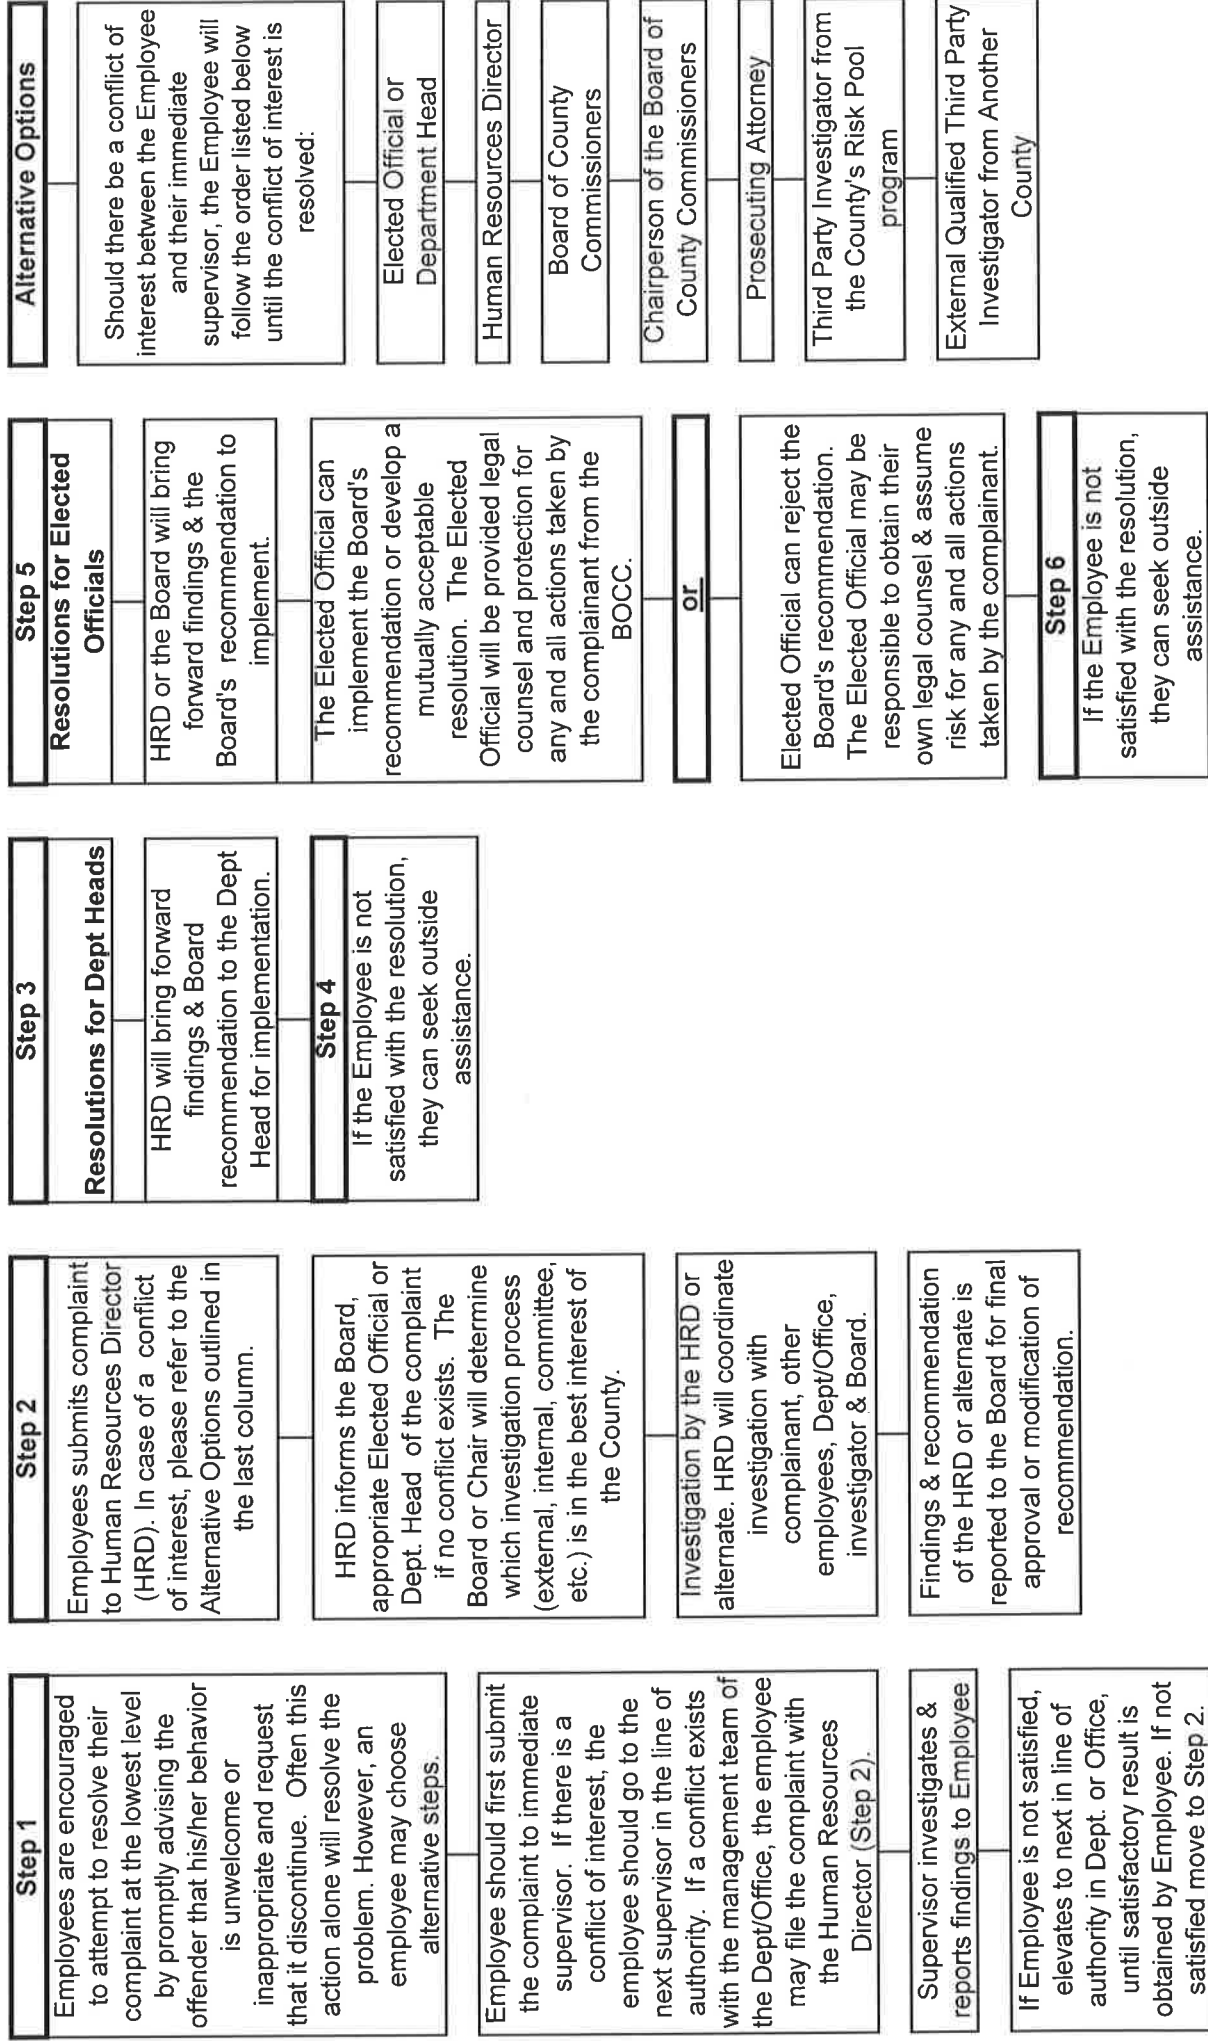 Step 1
Employees are encouraged
to attempt to resolve their
complaint at the lowest level
by promptly advising the
offender that his/her behavior
is unwelcome or
inappropriate and request
that it discontinue. Often this
action alone will resolve the
problem. However, an
employee may choose
alternative steps.
Employee should first submit
the complaint to immediate
supervisor. If there is a
conflict of interest, the
employee should go to the
next supervisor in the line of
authority. If a conflict exists
with the management team of
the Dept/Office, the employee
may file the complaint with
the Human Resources
Director (Step 2).
Supervisor investigates &
reports findings to Employee
If Employee is not satisfied,
elevates to next in line of
authority in Dept. or Office,
until satisfactory result is
obtained by Employee. If not
satisfied move to Step 2.
Step 2
Employees submits complaint
to Human Resources Director
(HRD). In case of a conflict
of interest, please refer to the
Alternative Options outlined in
the last column.
HRD informs the Board,
appropriate Elected Official or
Dept. Head of the complaint
if no conflict exists. The
Board or Chair will determine
which investigation process
(external, internal, committee,
etc.) is in the best interest of
the County.
Investigation by the HRD or
alternate. HRD will coordinate
investigation with
complainant, other
employees, Dept/Office,
investigator & Board.
Findings & recommendation
of the HRD or alternate is
reported to the Board for final
approval or modification of
recommendation.
Step 3
Resolutions for Dept Heads
HRD will bring forward
findings & Board
recommendation to the Dept
Head for implementation.
Step 4
If the Employee is not
satisfied with the resolution,
they can seek outside
assistance.
Step 5
Resolutions for Elected
Officials
HRD or the Board will bring
forward findings & the
Board's recommendation to
implement.
The Elected Official can
implement the Board's
recommendation or develop a
mutually acceptable
resolution. The Elected
Official will be provided legal
counsel and protection for
any and all actions taken by
the complainant from the
BOCC.
or
Elected Official can reject the
Board's recommendation.
The Elected Official may be
responsible to obtain their
own legal counsel & assume
risk for any and all actions
taken by the complainant.
Step 6
If the Employee is not
satisfied with the resolution,
they can seek outside
assistance.
Alternative Options
Should there be a conflict of
interest between the Employee
and their immediate
supervisor, the Employee will
follow the order listed below
until the conflict of interest is
resolved:
Elected Official or
Department Head
Human Resources Director
Board of County
Commissioners
Chairperson of the Board of
County Commissioners
Prosecuting Attorney
Third Party Investigator from
the County's Risk Pool
program
External Qualified Third Party
Investigator from Another
County